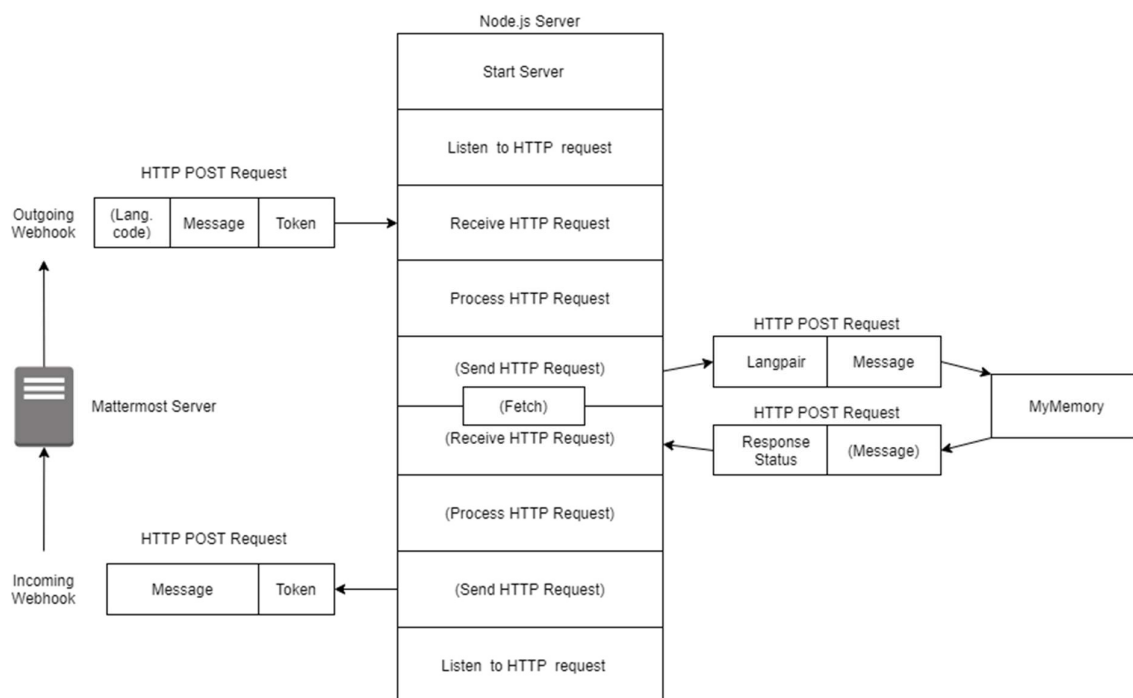 Node.js Server
Start Server
Listen to HTTP request
HTTP POST Request
Outgoing
Webhook
(Lang.
code)
Message
Token
Receive HTTP Request
Process HTTP Request
HTTP POST Request
(Send HTTP Request)
Langpair
Message
Mattermost Server
(Fetch)
MyMemory
HTTP POST Request
(Receive HTTP Request)
Response
Status
(Message)
(Process HTTP Request)
HTTP POST Request
Incoming
Webhook
Message
Token
(Send HTTP Request)
Listen to HTTP request